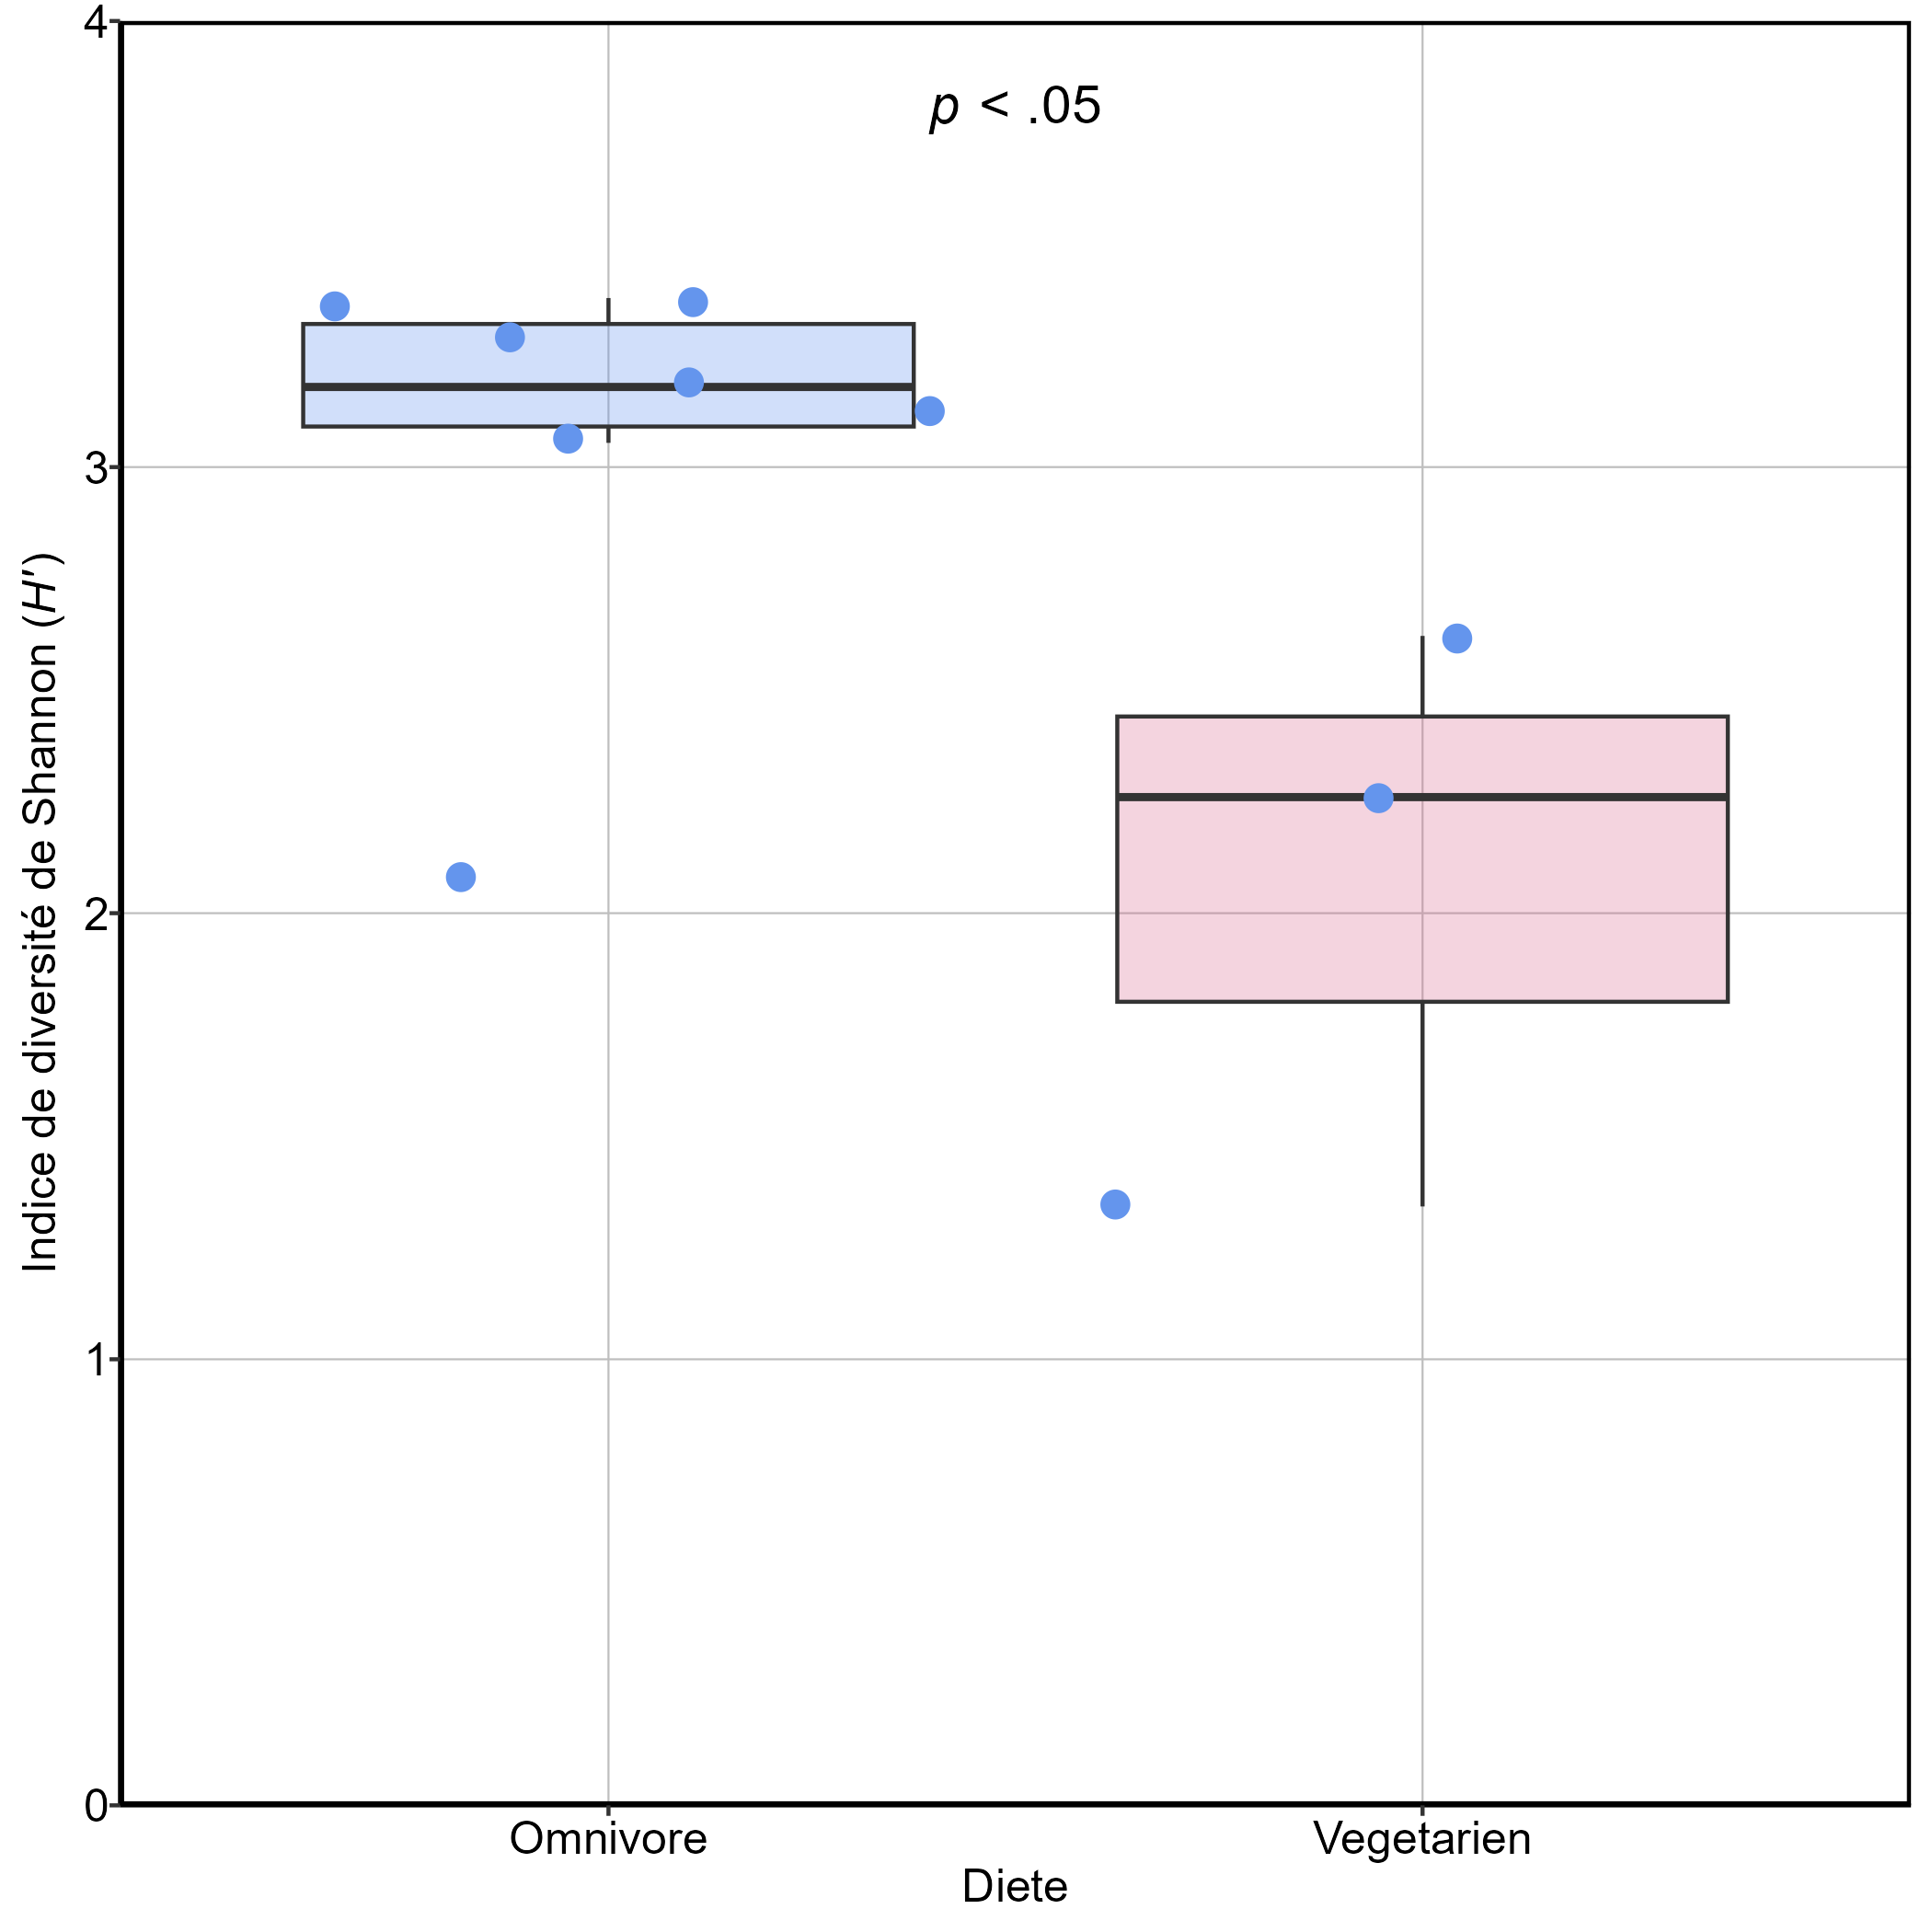 p < .05
Indice de diversité de Shannon (H')
4
3
2
1
0
Omnivore
Vegetarien
Diete